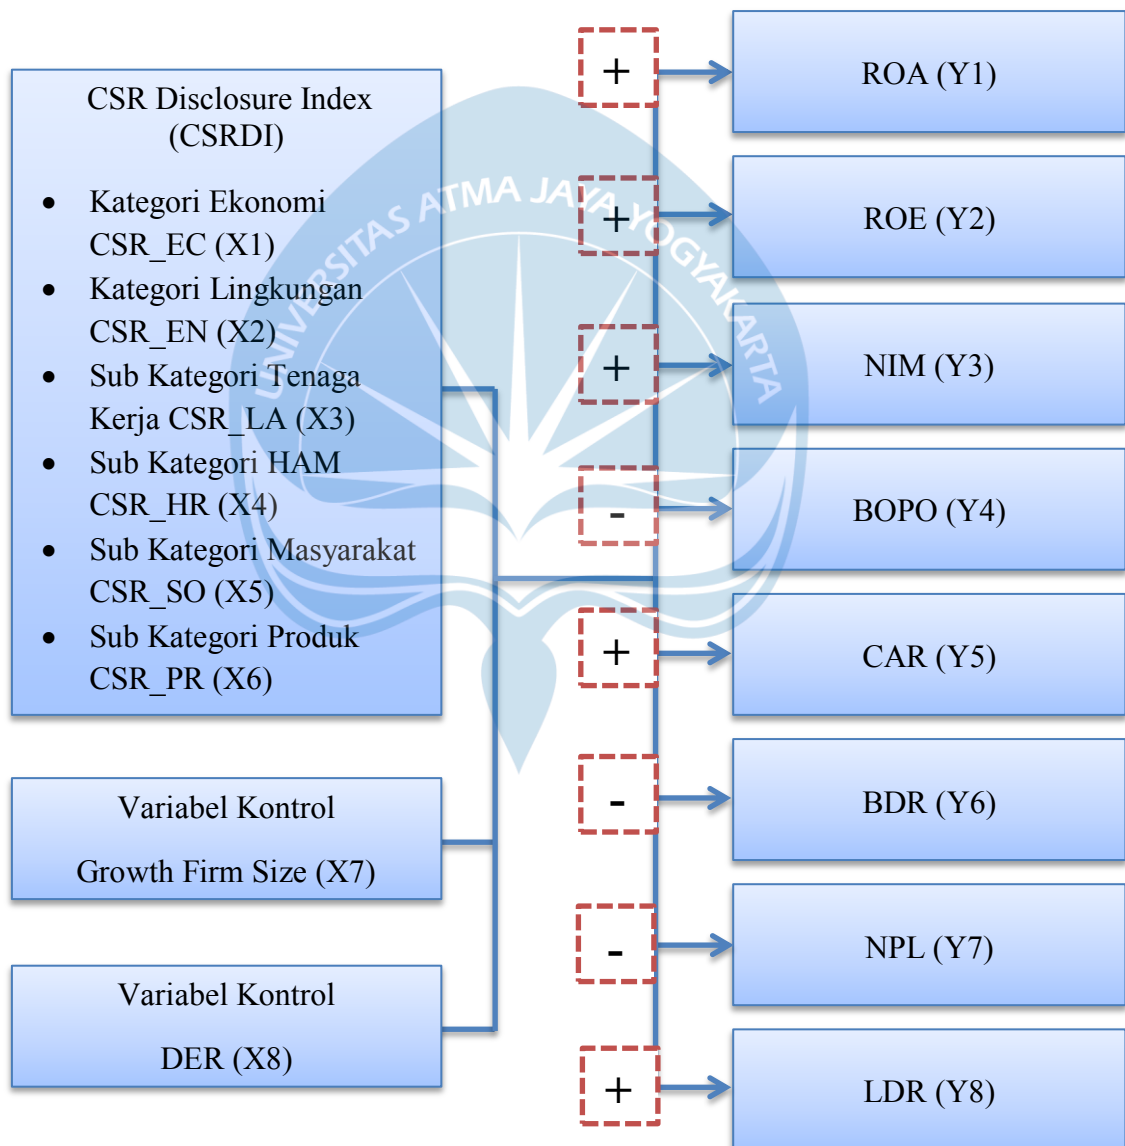 CSR Disclosure Index
(CSRDI)
• Kategori Ekonomi
CSR_EC (X1)
• Kategori Lingkungan
CSR_EN (X2)
• Sub Kategori Tenaga
Kerja CSR_LA (X3)
• Sub Kategori HAM
CSR_HR (X4)
• Sub Kategori Masyarakat
CSR_SO (X5)
• Sub Kategori Produk
CSR_PR (X6)
Variabel Kontrol
Growth Firm Size (X7)
Variabel Kontrol
DER (X8)
UNIVERSITAS ATMA JAYA YOGYAKARTA
+
ROA (Y1)
+
ROE (Y2)
+
NIM (Y3)
-
BOPO (Y4)
+
CAR (Y5)
-
BDR (Y6)
-
NPL (Y7)
+
LDR (Y8)